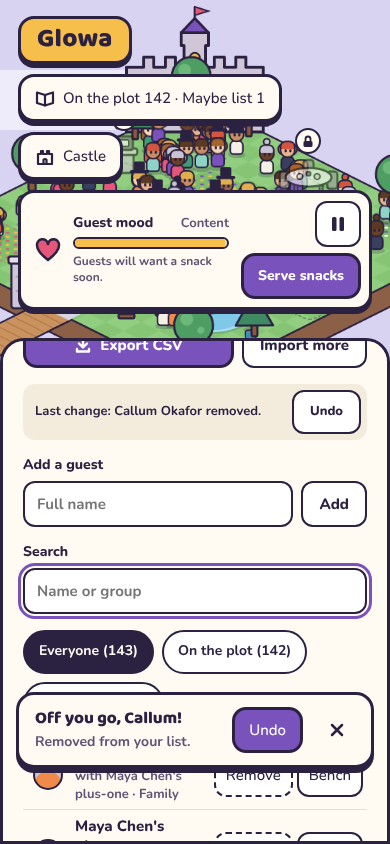 Glowa
On the plot 142 · Maybe list 1
Castle
Guest mood
Content
Guests will want a snack
soon.
Serve snacks
Export CSV
Import more
Last change: Callum Okafor removed.
Undo
Add a guest
Full name
Add
Search
Name or group
Everyone (143)
On the plot (142)
Off you go, Callum!
Removed from your list.
Undo
with Maya Chen's
plus-one · Family
Remove
Bench
Maya Chen's